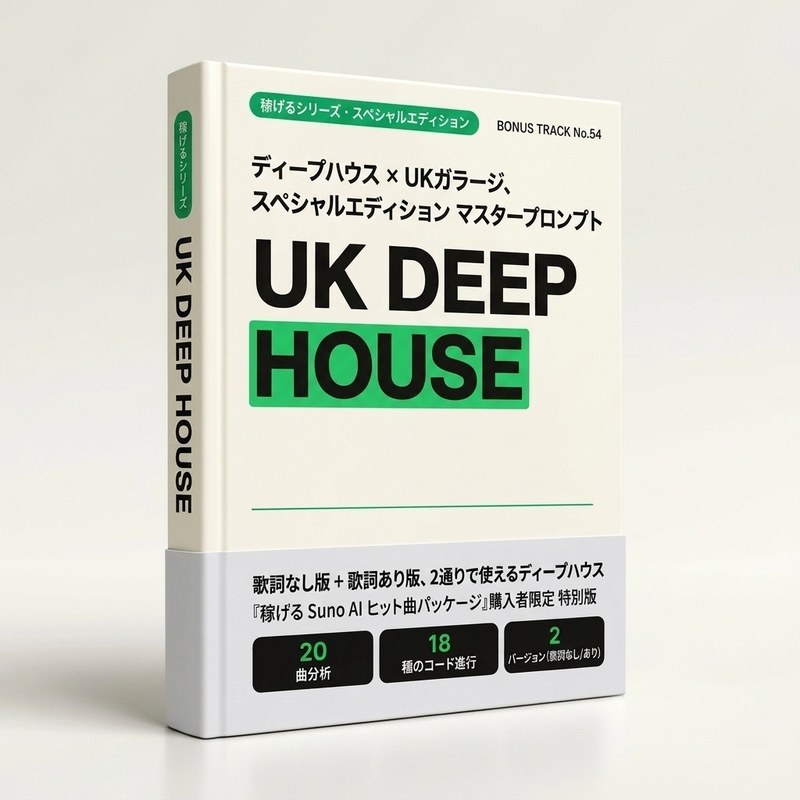 稼げるシリーズ
UK DEEP HOUSE
稼げるシリーズ・スペシャルエディション
BONUS TRACK No.54
ディープハウス × UKガラージ、
スペシャルエディション マスタープロンプト
UK DEEP
HOUSE
歌詞なし版 + 歌詞あり版、2通りで使えるディープハウス
『稼げる Suno AI ヒット曲パッケージ』購入者限定 特別版
20
曲分析
18
種のコード進行
2
バージョン(歌詞なし/あり)